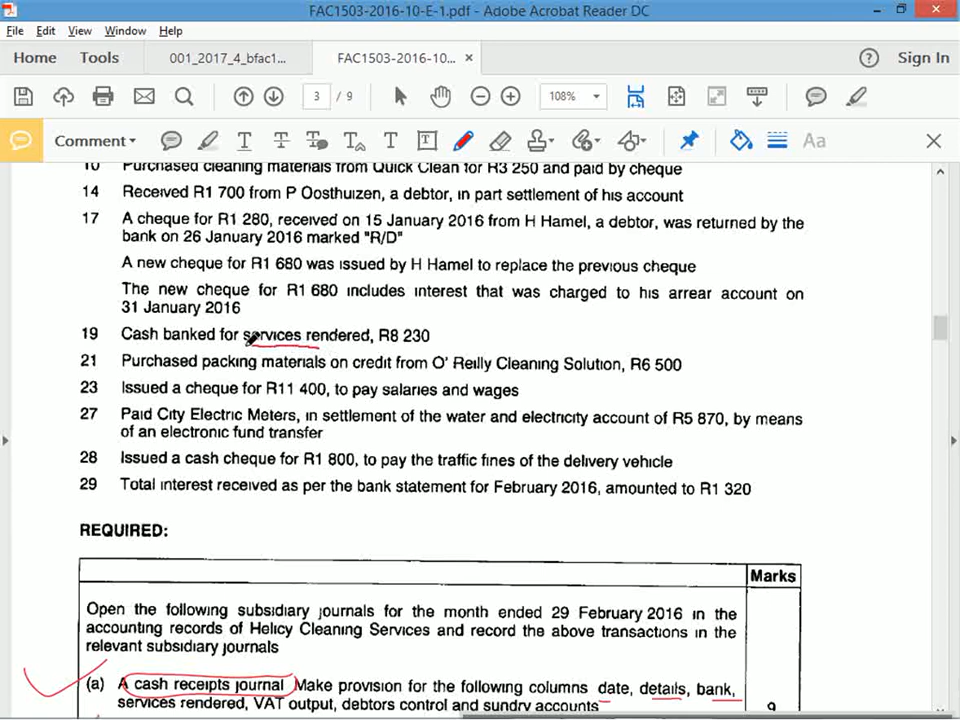 FAC1503-2016-10-E-1.pdf - Adobe Acrobat Reader DC
File Edit View Window Help
Home Tools 001_2017_4_bfac1... FAC1503-2016-10... × Sign In
3 / 9 108%
Comment Aa
10 Purchased cleaning materials from Quick Clean for R3 250 and paid by cheque
14 Received R1 700 from P Oosthuizen, a debtor, in part settlement of his account
17 A cheque for R1 280, received on 15 January 2016 from H Hamel, a debtor, was returned by the
bank on 26 January 2016 marked "R/D"
A new cheque for R1 680 was issued by H Hamel to replace the previous cheque
The new cheque for R1 680 includes interest that was charged to his arrear account on
31 January 2016
19 Cash banked for services rendered, R8 230
21 Purchased packing materials on credit from O' Reilly Cleaning Solution, R6 500
23 Issued a cheque for R11 400, to pay salaries and wages
27 Paid City Electric Meters, in settlement of the water and electricity account of R5 870, by means
of an electronic fund transfer
28 Issued a cash cheque for R1 800, to pay the traffic fines of the delivery vehicle
29 Total interest received as per the bank statement for February 2016, amounted to R1 320
REQUIRED:
Marks
Open the following subsidiary journals for the month ended 29 February 2016 in the
accounting records of Helicy Cleaning Services and record the above transactions in the
relevant subsidiary journals
(a) A cash receipts journal Make provision for the following columns date, details, bank,
services rendered, VAT output, debtors control and sundry accounts 9